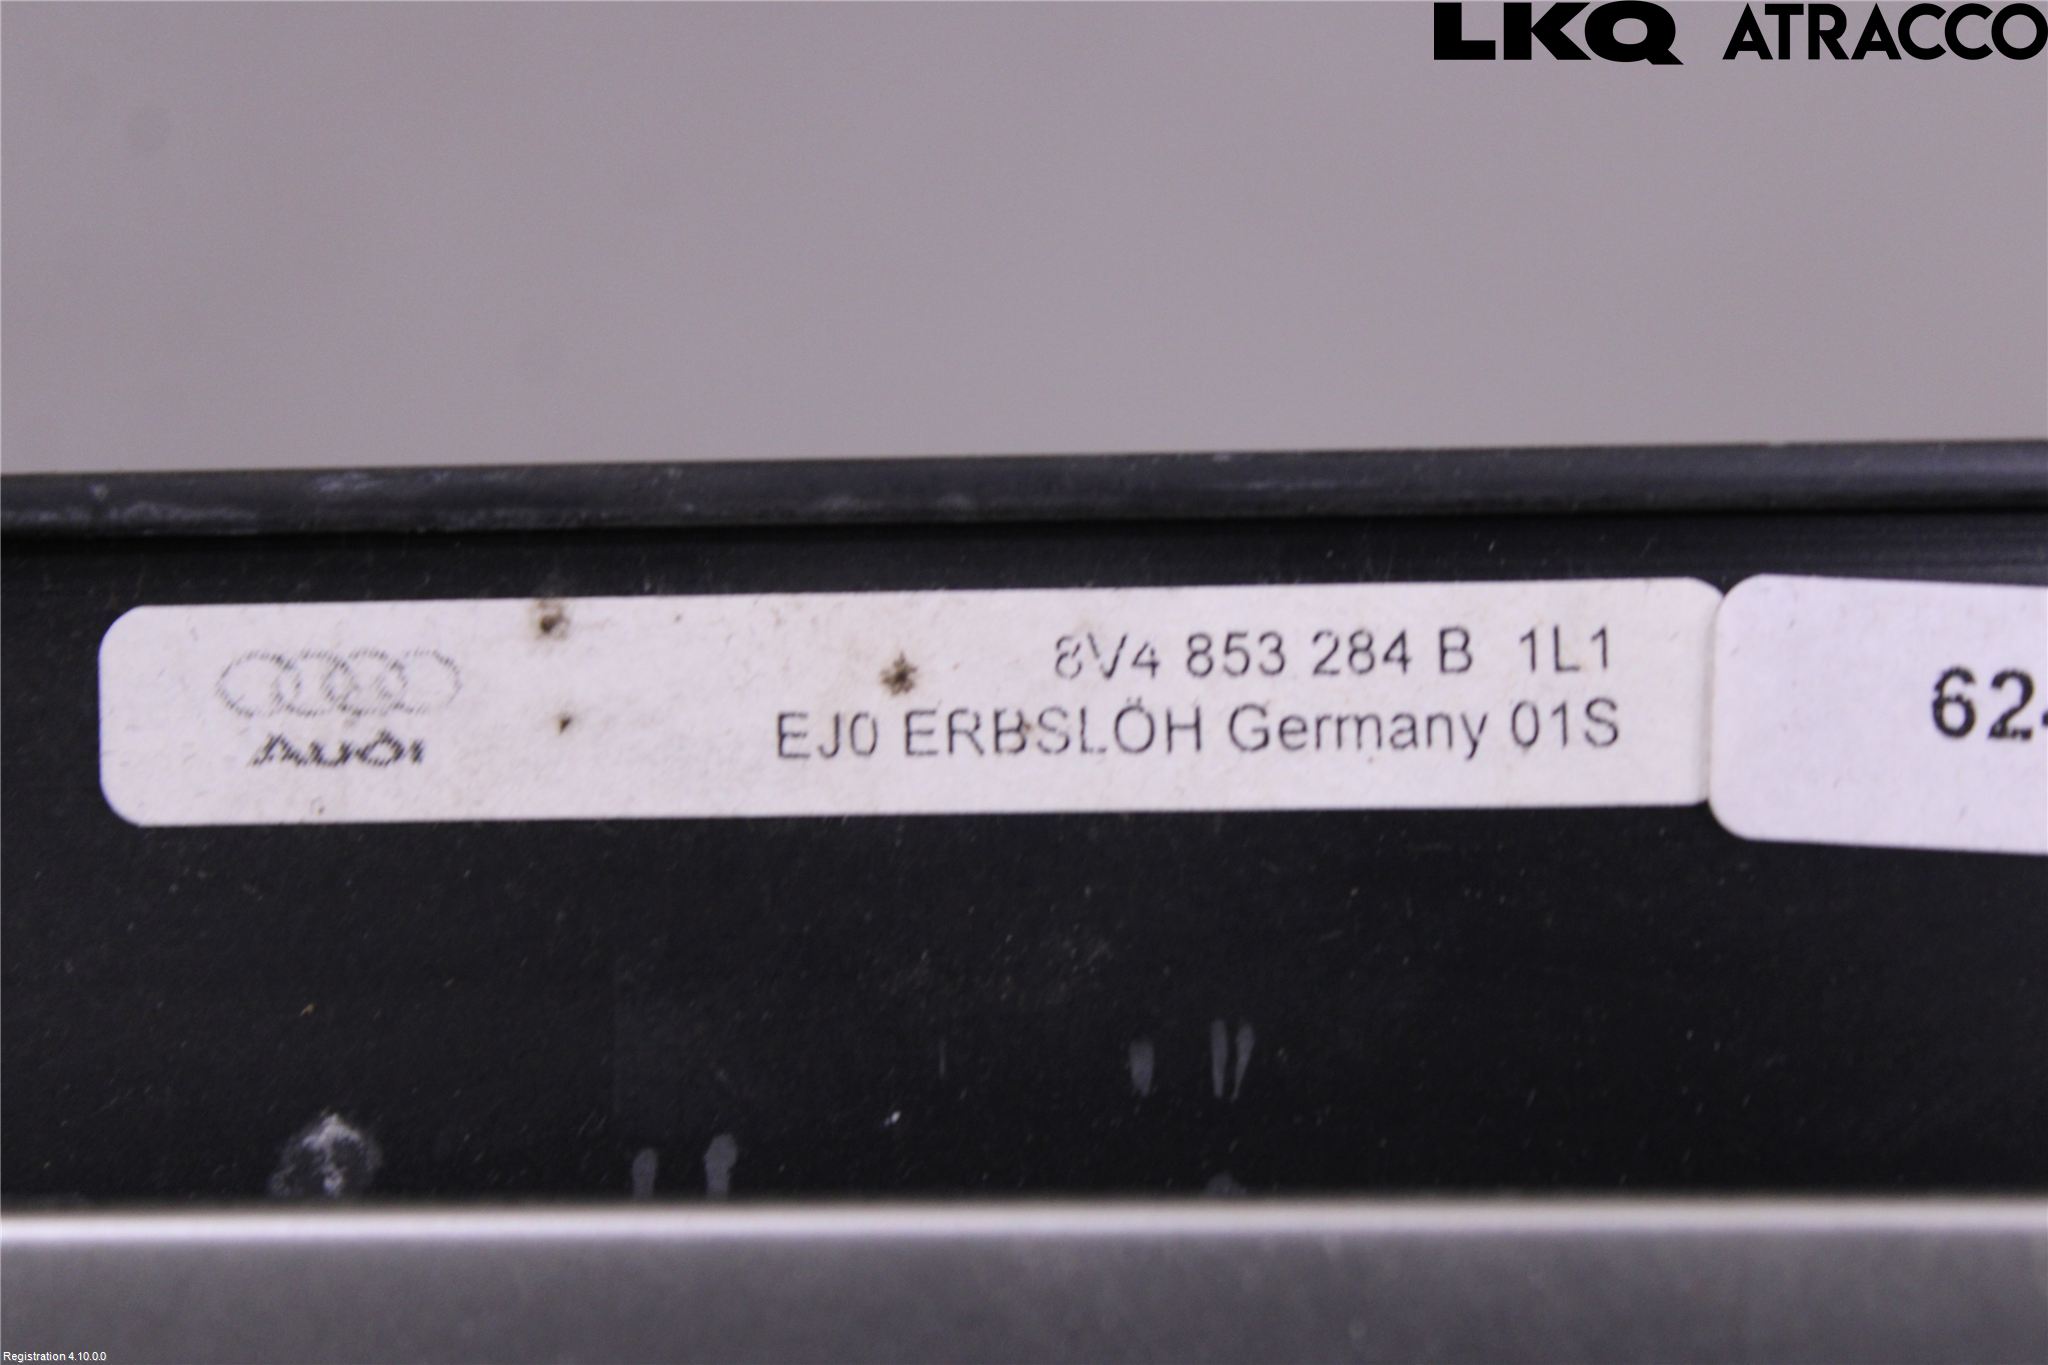 LKQ ATRACCO
Audi
8V4 853 284 B 1L1
EJ0 ERBSLÖH Germany 01S
62
Registration 4.10.0.0